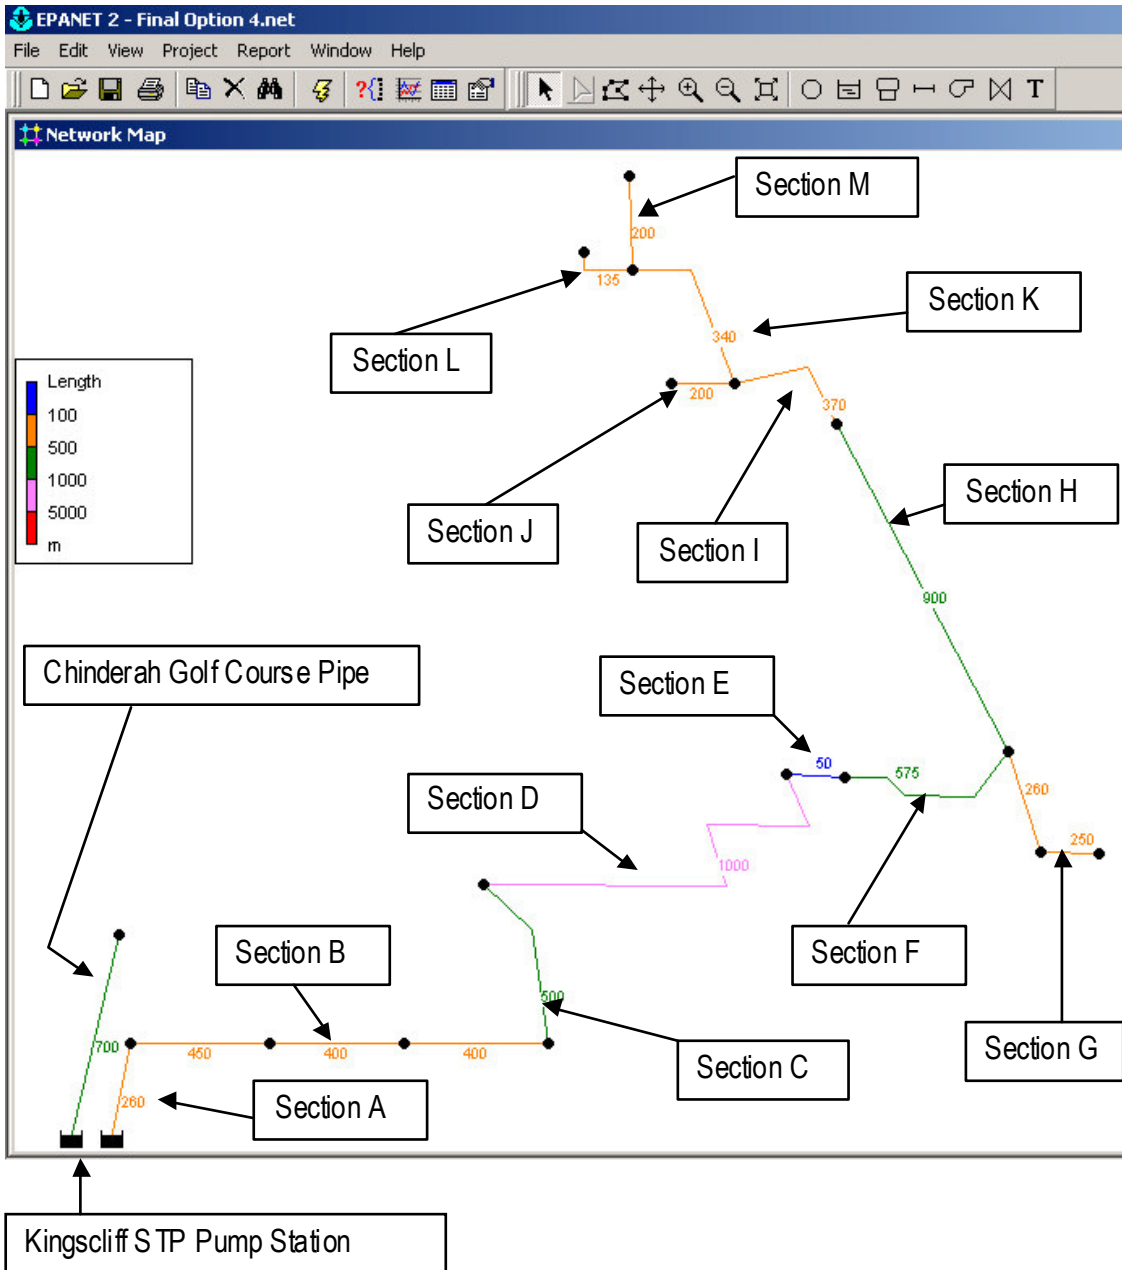 EPANET 2 - Final Option 4.net
File Edit View Project Report Window Help
T
Network Map
Section M
200
135
Section K
340
Section L
200
370
Length
100
500
1000
5000
m
Section H
Section J
Section I
900
Chinderah Golf Course Pipe
Section E
50
575
Section D
260
250
1000
Section B
Section F
500
700
450
400
400
Section C
Section G
260
Section A
Kingscliff STP Pump Station